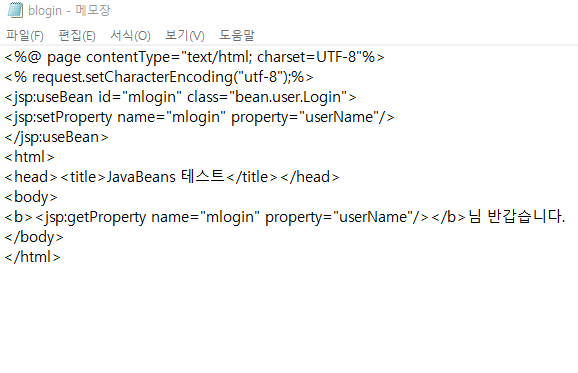 blogin - 메모장
파일(F) 편집(E) 서식(O) 보기(V) 도움말
<%@ page contentType="text/html; charset=UTF-8"%>
<% request.setCharacterEncoding("utf-8");%>
<jsp:useBean id="mlogin" class="bean.user.Login">
<jsp:setProperty name="mlogin" property="userName"/>
</jsp:useBean>
<html>
<head><title>JavaBeans 테스트</title></head>
<body>
<b><jsp:getProperty name="mlogin" property="userName"/></b>님 반갑습니다.
</body>
</html>